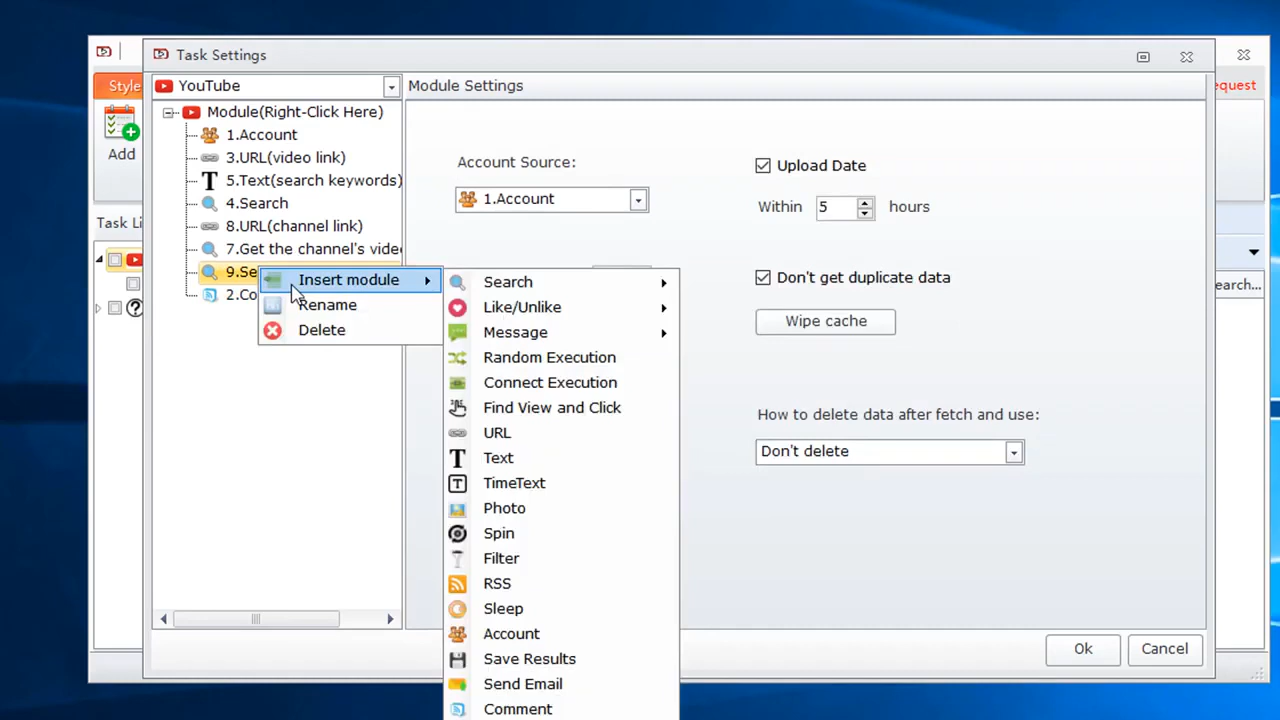 Task Settings
Style
equest
YouTube
Module Settings
Module(Right-Click Here)
1.Account
3.URL(video link)
5.Text(search keywords)
4.Search
8.URL(channel link)
7.Get the channel's vide
9.Se
2.Co
Add
Task Li
Insert module
Rename
Delete
Search
Like/Unlike
Message
Random Execution
Connect Execution
Find View and Click
URL
Text
TimeText
Photo
Spin
Filter
RSS
Sleep
Account
Save Results
Send Email
Comment
Account Source:
1.Account
Upload Date
Within 5 hours
Don't get duplicate data
Wipe cache
How to delete data after fetch and use:
Don't delete
earch...
Ok
Cancel